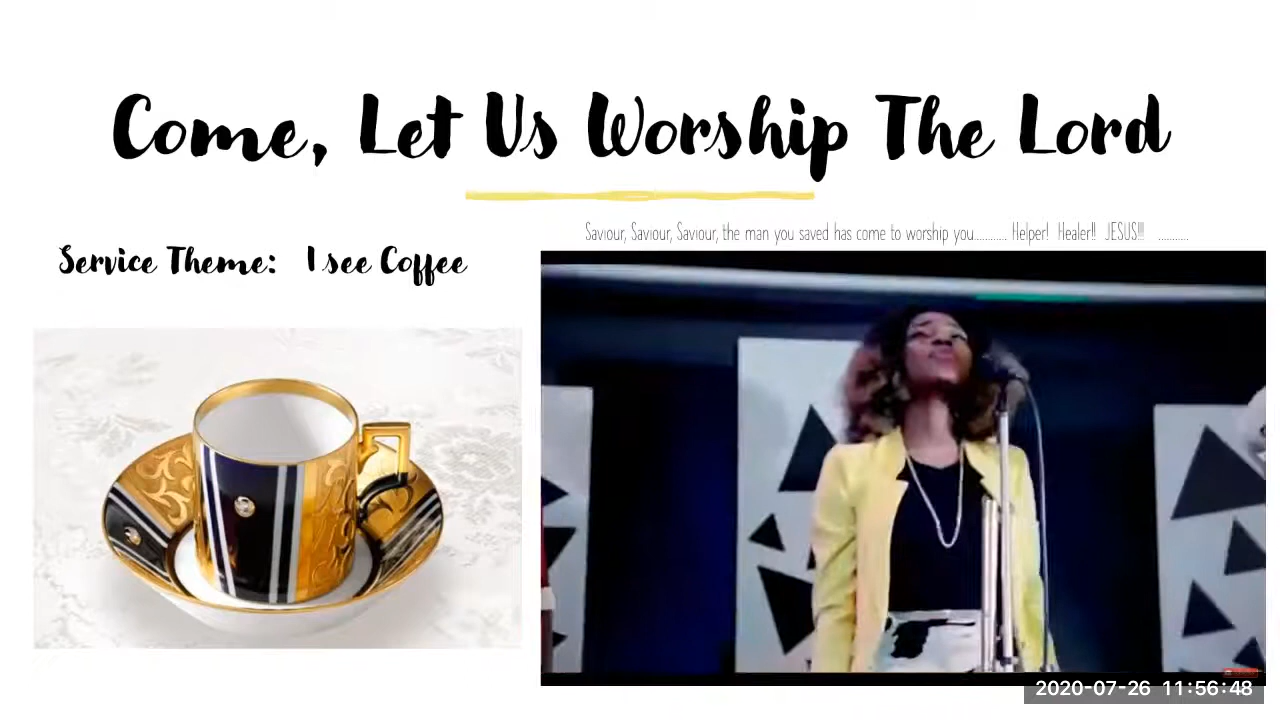 Come, Let Us Worship The Lord
Saviour, Saviour, Saviour, the man you saved has come to worship you........... Helper! Healer!! JESUS!!! ..........
Service Theme: I see Coffee
2020-07-26 11:56:48